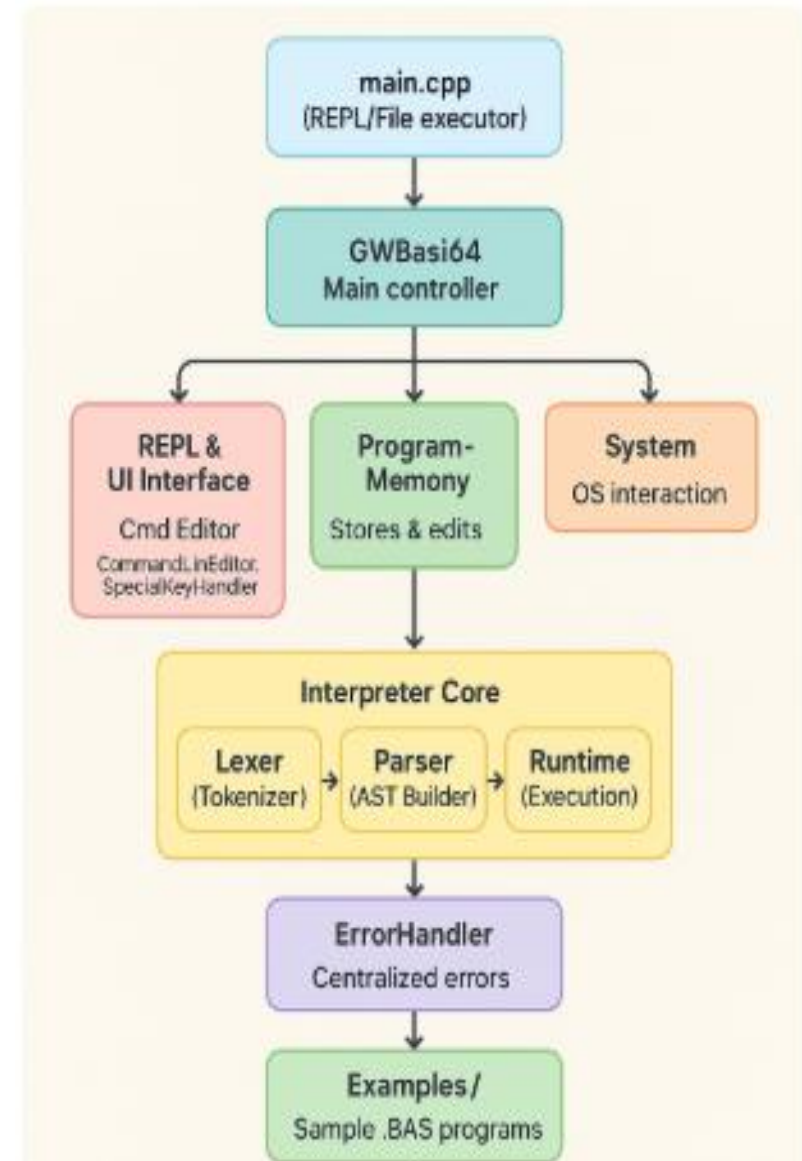 main.cpp
(REPL/File executor)
GWBasi64
Main controller
REPL &
UI Interface
Cmd Editor
CommandLinEditor,
SpecialKeyHandler
Program-
Memony
Stores & edits
System
OS interaction
Interpreter Core
Lexer
(Tokenizer)
Parser
(AST Builder)
Runtime
(Execution)
ErrorHandler
Centralized errors
Examples/
Sample .BAS programs